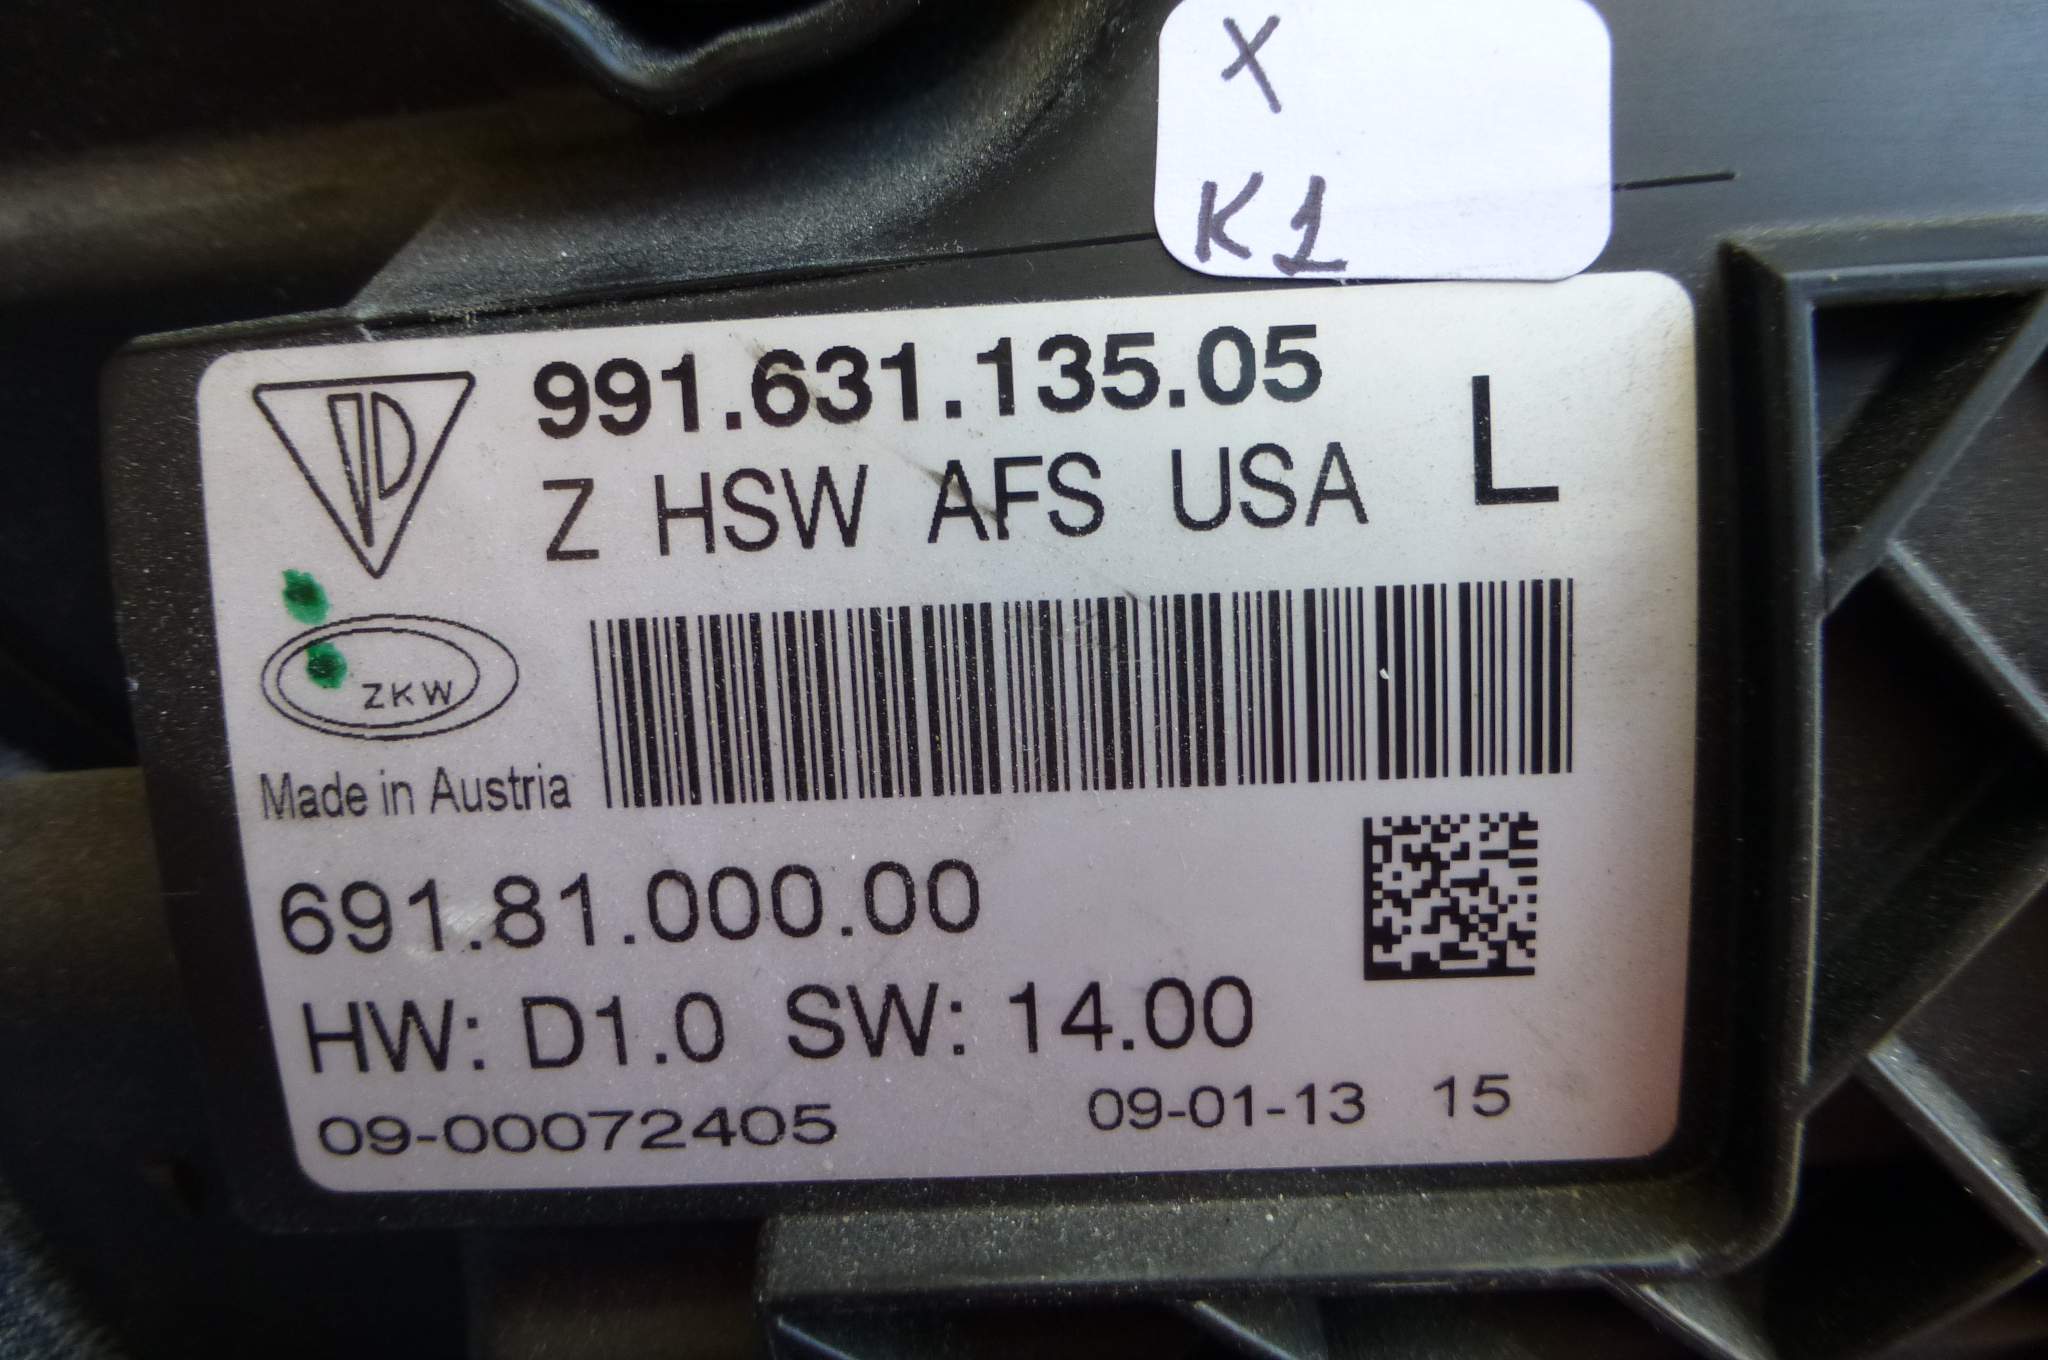 X
K1
991.631.135.05
Z HSW AFS USA L
ZKW
Made in Austria
691.81.000.00
HW: D1.0 SW: 14.00
09-00072405 09-01-13 15